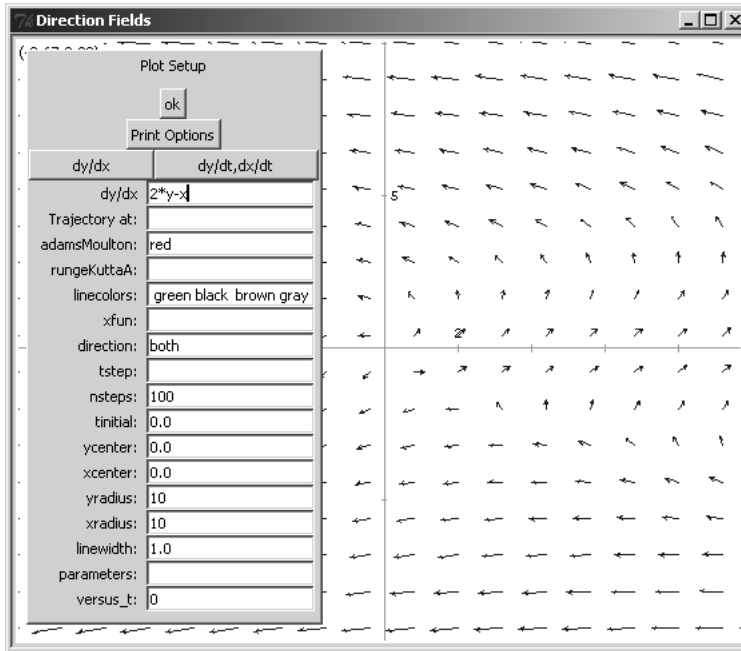 Direction Fields
Plot Setup
ok
Print Options
dy/dx dy/dt,dx/dt
dy/dx 2*y-x
Trajectory at:
adamsMoulton: red
rungeKuttaA:
linecolors: green black brown gray
xfun:
direction: both
tstep:
nsteps: 100
tinitial: 0.0
ycenter: 0.0
xcenter: 0.0
yradius: 10
xradius: 10
linewidth: 1.0
parameters:
versus_t: 0
5
2